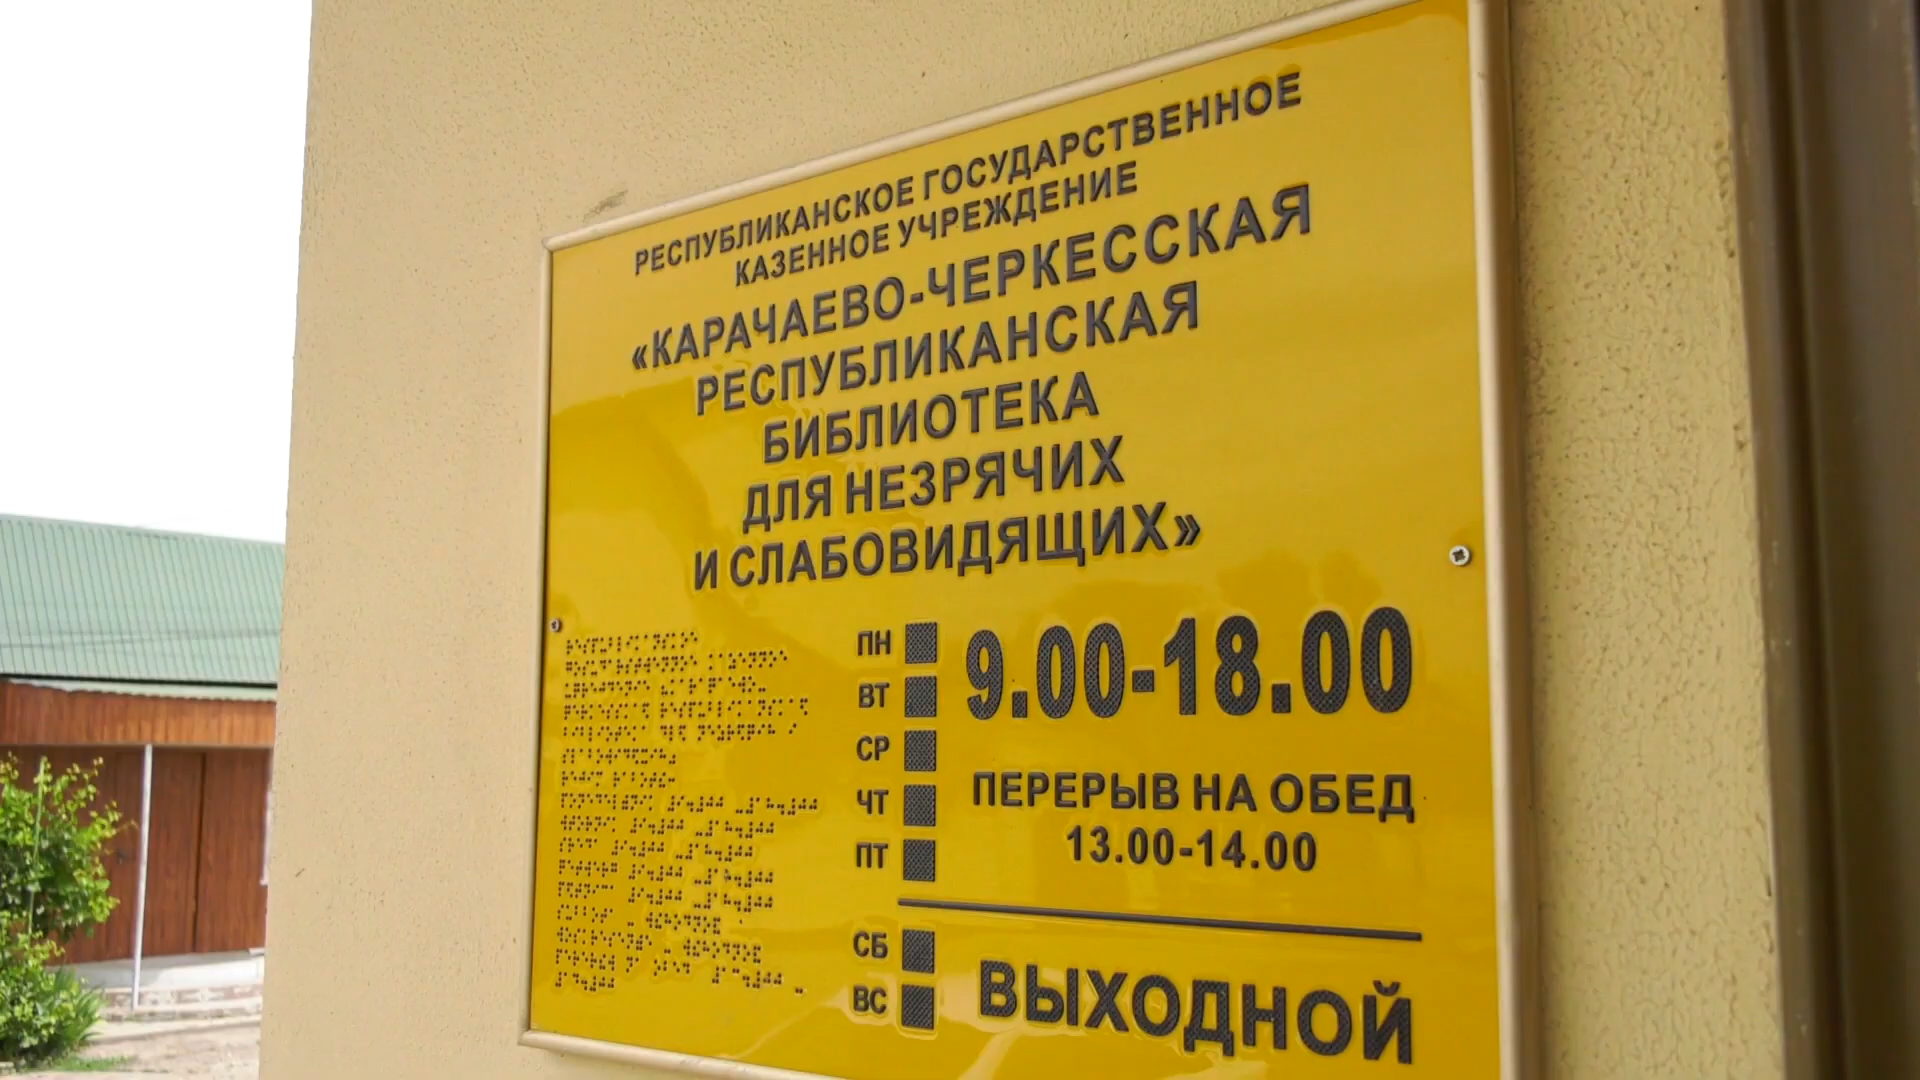 РЕСПУБЛИКАНСКОЕ ГОСУДАРСТВЕННОЕ
КАЗЕННОЕ УЧРЕЖДЕНИЕ
«КАРАЧАЕВО-ЧЕРКЕССКАЯ
РЕСПУБЛИКАНСКАЯ
БИБЛИОТЕКА
ДЛЯ НЕЗРЯЧИХ
И СЛАБОВИДЯЩИХ»
ПН
ВТ
СР
ЧТ
ПТ
9.00-18.00
ПЕРЕРЫВ НА ОБЕД
13.00-14.00
СБ
ВС
ВЫХОДНОЙ